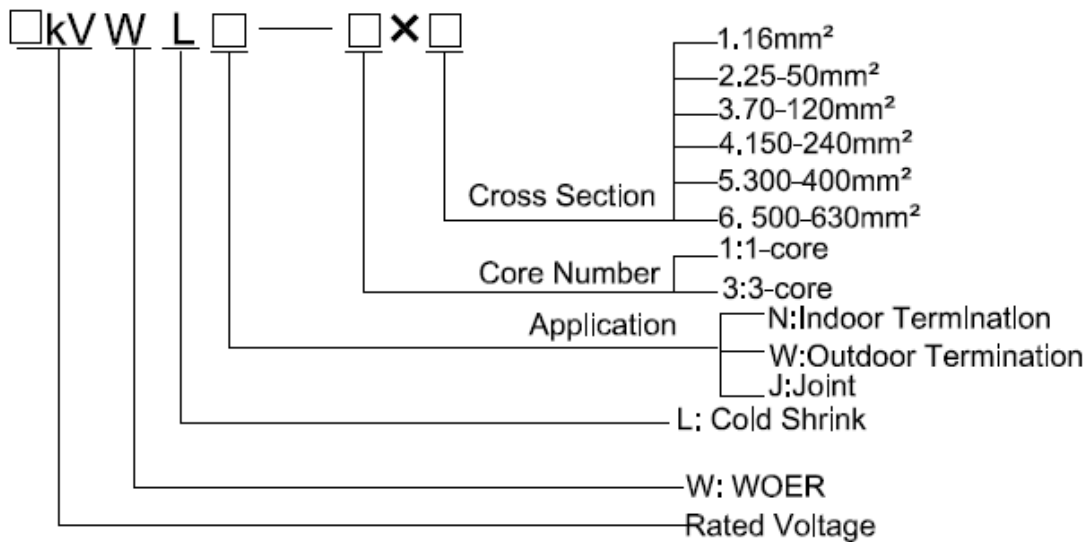 □kV W L □ — □×□
1.16mm²
2.25-50mm²
3.70-120mm²
4.150-240mm²
5.300-400mm²
Cross Section
6. 500-630mm²
1:1-core
Core Number
3:3-core
N:Indoor Termination
Application
W:Outdoor Termination
J:Joint
L: Cold Shrink
W: WOER
Rated Voltage